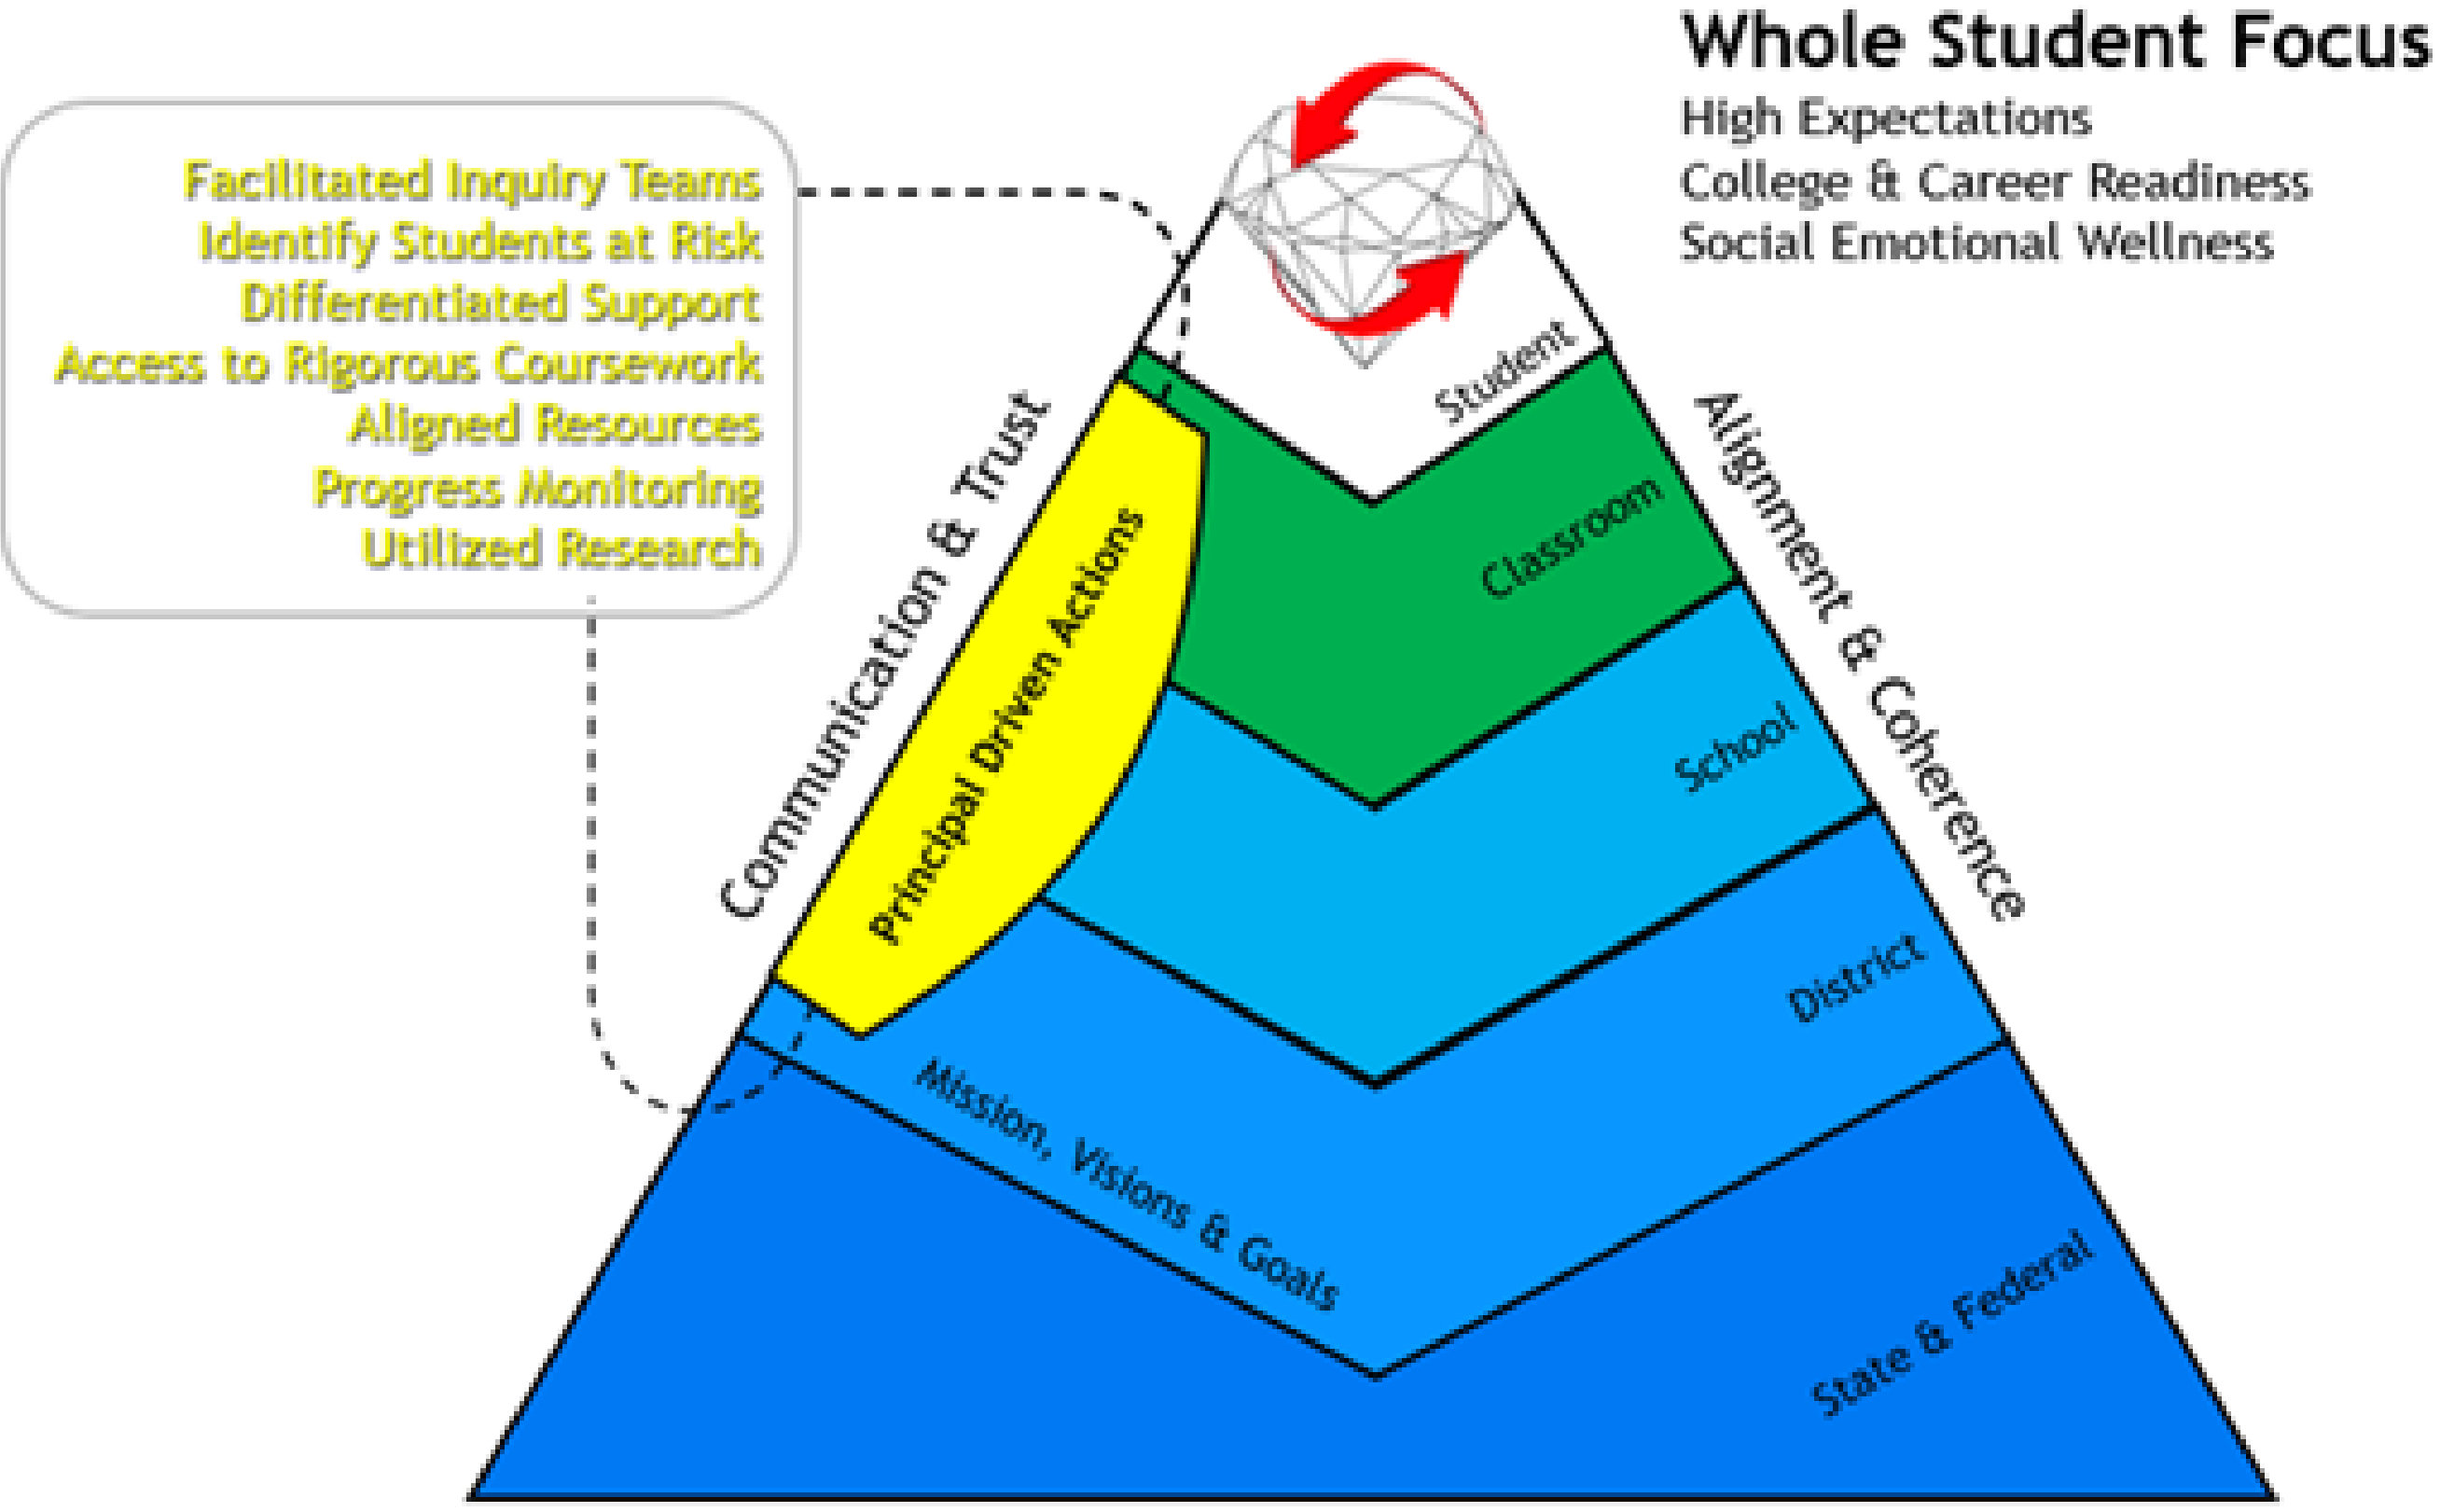 Whole Student Focus
High Expectations
College & Career Readiness
Social Emotional Wellness
Facilitated Inquiry Teams
Identify Students at Risk
Differentiated Support
Access to Rigorous Coursework
Aligned Resources
Progress Monitoring
Utilized Research
Communication & Trust
Principal Driven Actions
Alignment & Coherence
Student
Classroom
School
District
Mission, Visions & Goals
State & Federal